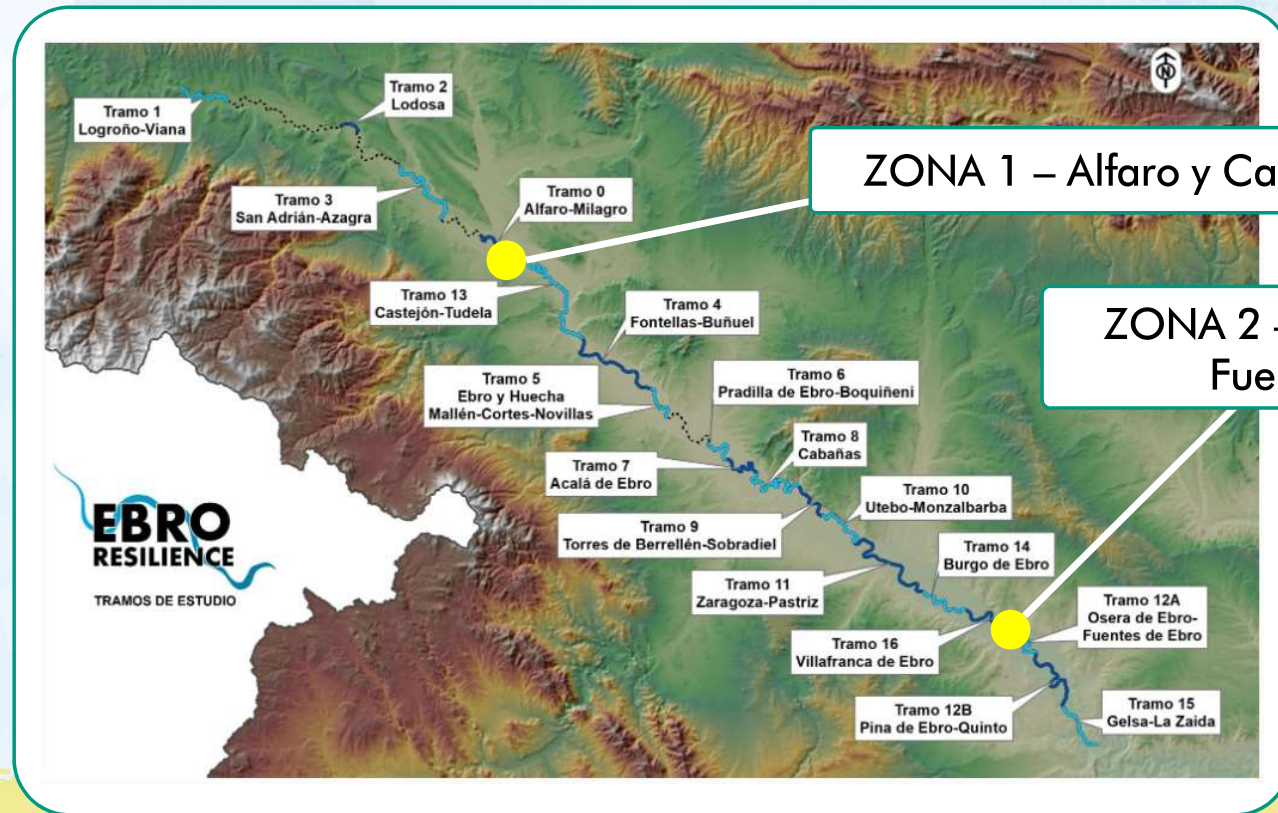 Tramo 1
Logroño-Viana
Tramo 2
Lodosa
N
ZONA 1 – Alfaro y Ca
Tramo 3
San Adrián-Azagra
Tramo 0
Alfaro-Milagro
Tramo 13
Castejón-Tudela
Tramo 4
Fontellas-Buñuel
ZONA 2 -
Fue
Tramo 5
Ebro y Huecha
Mallén-Cortes-Novillas
Tramo 6
Pradilla de Ebro-Boquiñeni
Tramo 7
Acalá de Ebro
Tramo 8
Cabañas
Tramo 9
Torres de Berrellén-Sobradiel
Tramo 10
Utebo-Monzalbarba
EBRO
RESILIENCE
TRAMOS DE ESTUDIO
Tramo 11
Zaragoza-Pastriz
Tramo 14
Burgo de Ebro
Tramo 16
Villafranca de Ebro
Tramo 12A
Osera de Ebro-
Fuentes de Ebro
Tramo 12B
Pina de Ebro-Quinto
Tramo 15
Gelsa-La Zaida